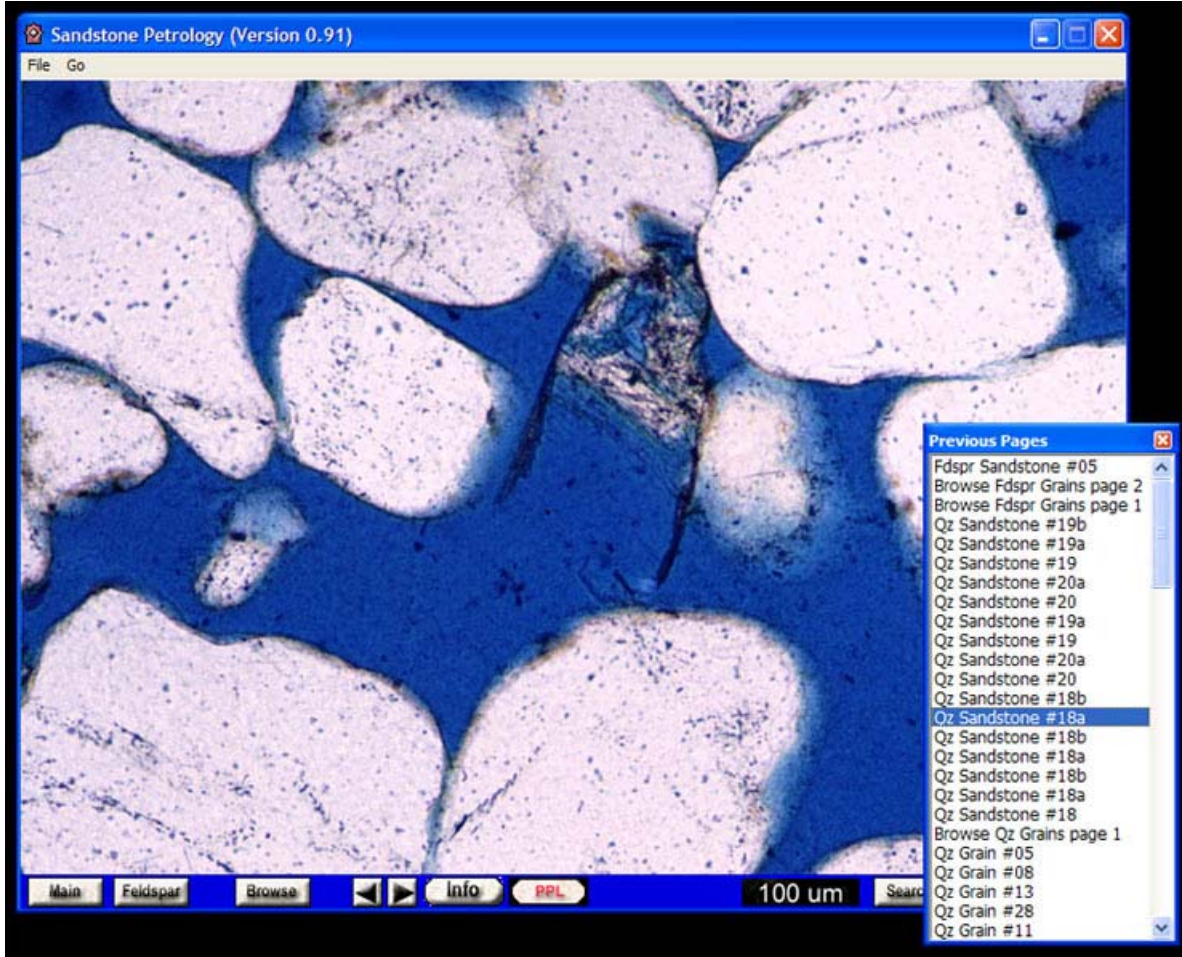 Sandstone Petrology (Version 0.91)
File Go
Previous Pages
Fdspr Sandstone #05
Browse Fdspr Grains page 2
Browse Fdspr Grains page 1
Qz Sandstone #19b
Qz Sandstone #19a
Qz Sandstone #19
Qz Sandstone #20a
Qz Sandstone #20
Qz Sandstone #19a
Qz Sandstone #19
Qz Sandstone #20a
Qz Sandstone #20
Qz Sandstone #18b
Qz Sandstone #18a
Qz Sandstone #18b
Qz Sandstone #18a
Qz Sandstone #18b
Qz Sandstone #18a
Qz Sandstone #18
Browse Qz Grains page 1
Qz Grain #05
Qz Grain #08
Qz Grain #13
Qz Grain #28
Qz Grain #11
Main Feldspar Browse Info PPL 100 um Searc